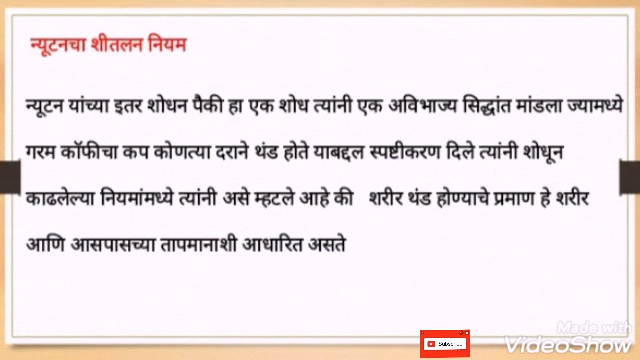 न्यूटनचा शीतलन नियम
न्यूटन यांच्या इतर शोधन पैकी हा एक शोध त्यांनी एक अविभाज्य सिद्धांत मांडला ज्यामध्ये
गरम कॉफीचा कप कोणत्या दराने थंड होते याबद्दल स्पष्टीकरण दिले त्यांनी शोधून
काढलेल्या नियमांमध्ये त्यांनी असे म्हटले आहे की शरीर थंड होण्याचे प्रमाण हे शरीर
आणि आसपासच्या तापमानाशी आधारित असते
Made with
VideoShow